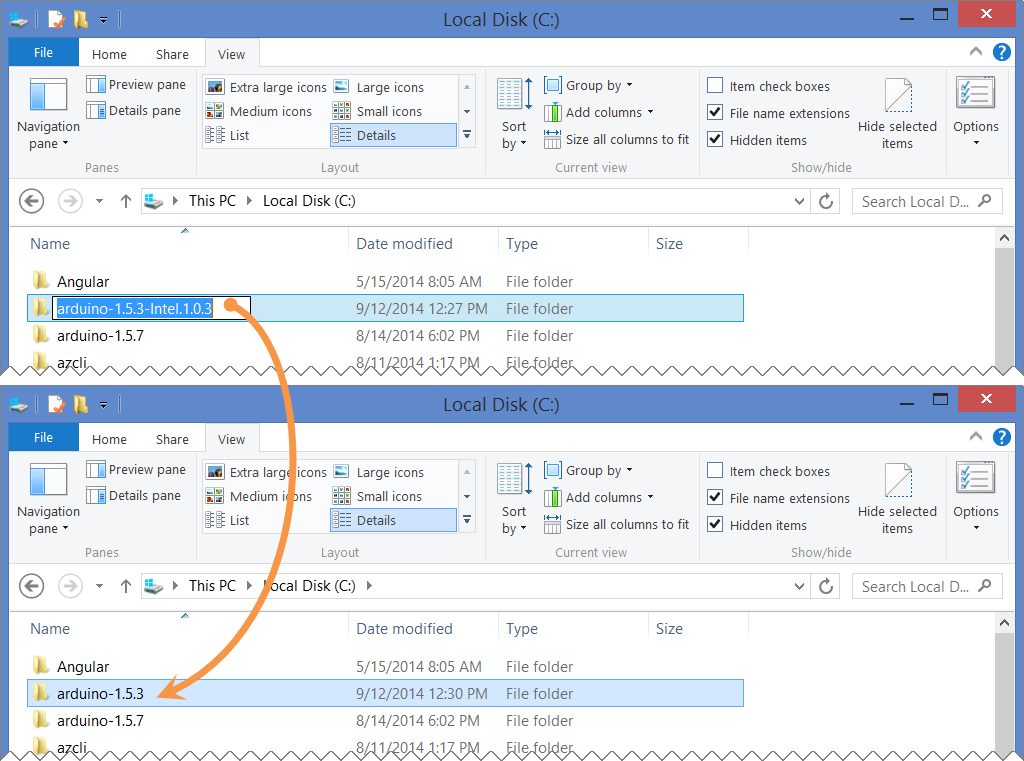 Local Disk (C:)
File Home Share View
Preview pane Extra large icons Large icons Group by Item check boxes
Details pane Medium icons Small icons Add columns File name extensions
Navigation pane List Details Sort by Size all columns to fit Hidden items Hide selected items Options
Panes Layout Current view Show/hide
This PC Local Disk (C:) Search Local D...
Name Date modified Type Size
Angular 5/15/2014 8:05 AM File folder
arduino-1.5.3-Intel.1.0.3 9/12/2014 12:27 PM File folder
arduino-1.5.7 8/14/2014 6:02 PM File folder
azcli 8/11/2014 1:17 PM File folder
Local Disk (C:)
File Home Share View
Preview pane Extra large icons Large icons Group by Item check boxes
Details pane Medium icons Small icons Add columns File name extensions
Navigation pane List Details Sort by Size all columns to fit Hidden items Hide selected items Options
Panes Layout Current view Show/hide
This PC Local Disk (C:) Search Local D...
Name Date modified Type Size
Angular 5/15/2014 8:05 AM File folder
arduino-1.5.3 9/12/2014 12:30 PM File folder
arduino-1.5.7 8/14/2014 6:02 PM File folder
azcli 8/11/2014 1:17 PM File folder